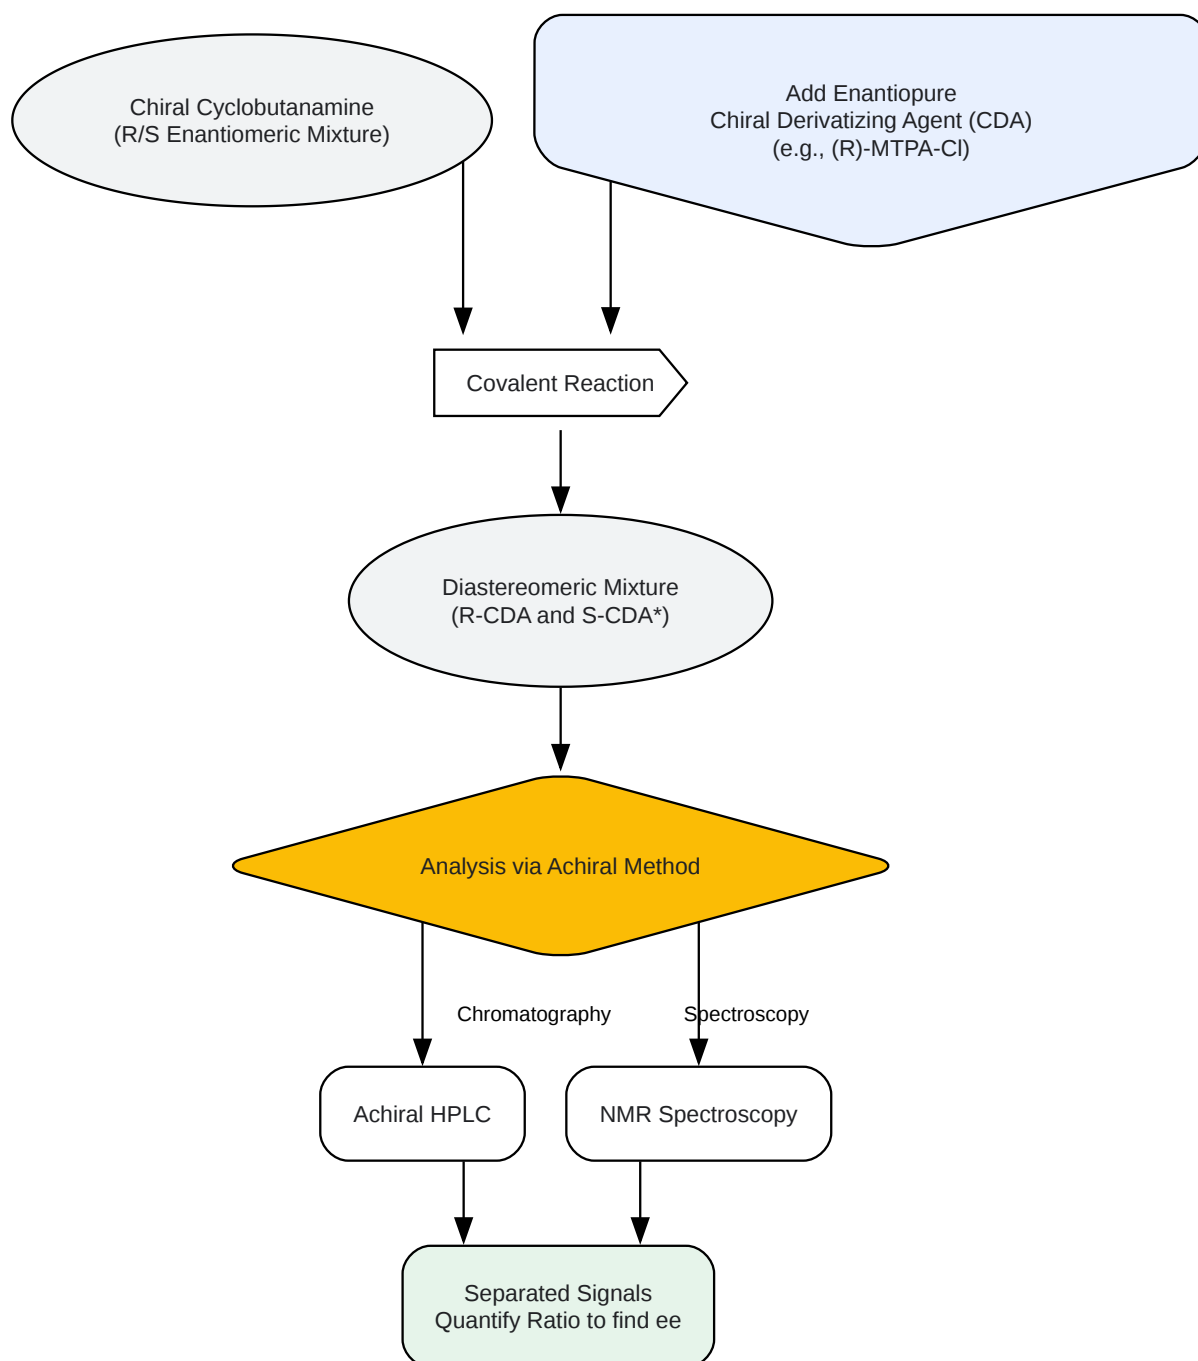 Chiral Cyclobutanamine
(R/S Enantiomeric Mixture)
Add Enantiopure
Chiral Derivatizing Agent (CDA)
(e.g., (R)-MTPA-Cl)
Covalent Reaction
Diastereomeric Mixture
(R-CDA and S-CDA*)
Analysis via Achiral Method
Chromatography
Spectroscopy
Achiral HPLC
NMR Spectroscopy
Separated Signals
Quantify Ratio to find ee